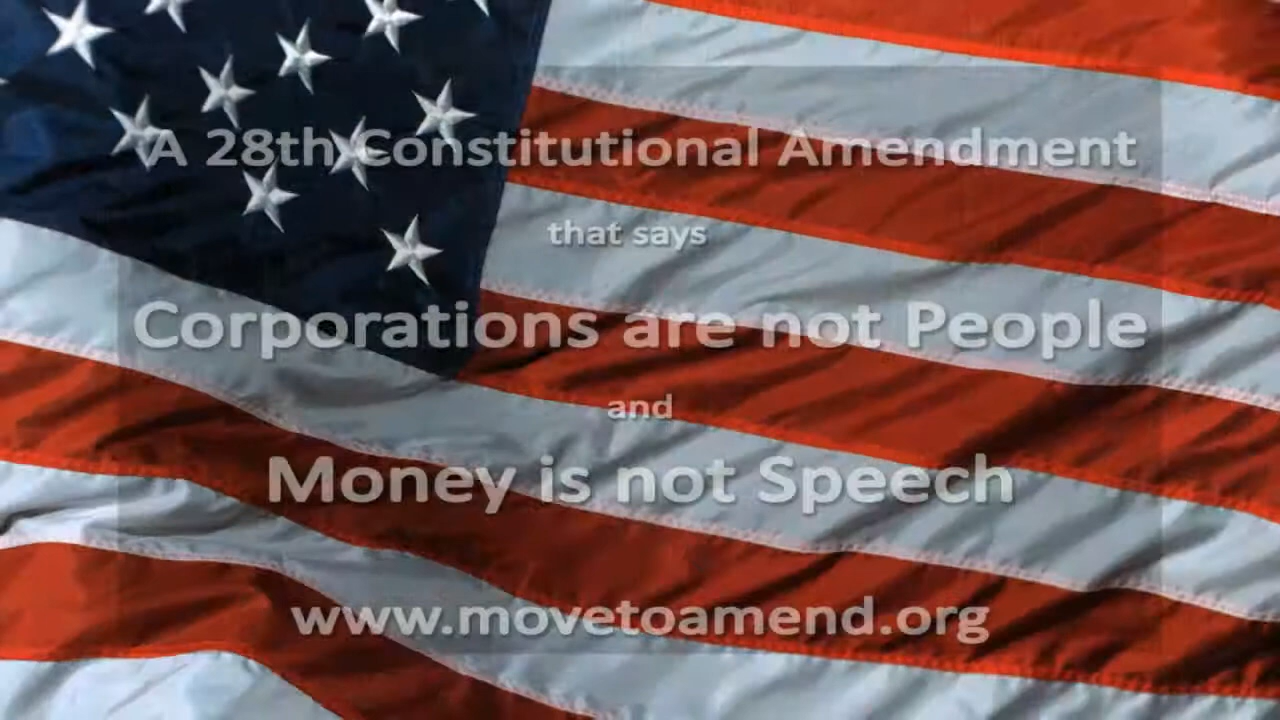 A 28th Constitutional Amendment
that says
Corporations are not People
and
Money is not Speech
www.movetoamend.org